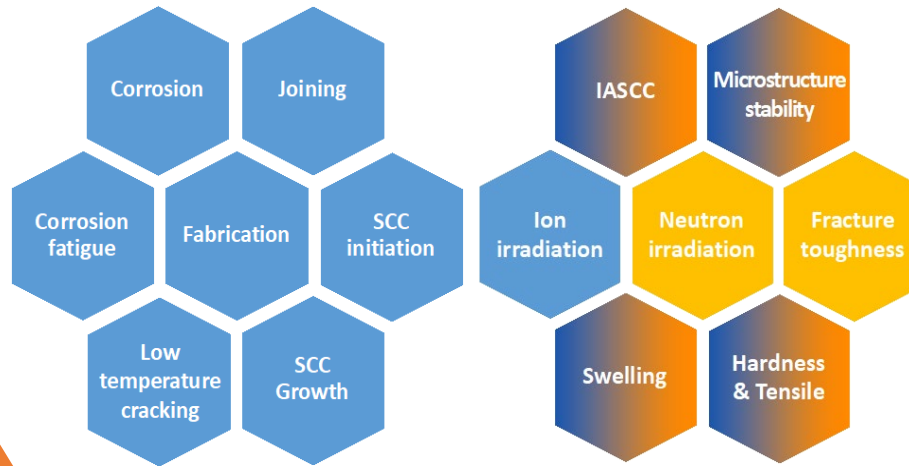 Corrosion
Joining
IASCC
Microstructure
stability
Corrosion
fatigue
Fabrication
SCC
initiation
Ion
irradiation
Neutron
irradiation
Fracture
toughness
Low
temperature
cracking
SCC
Growth
Swelling
Hardness
& Tensile